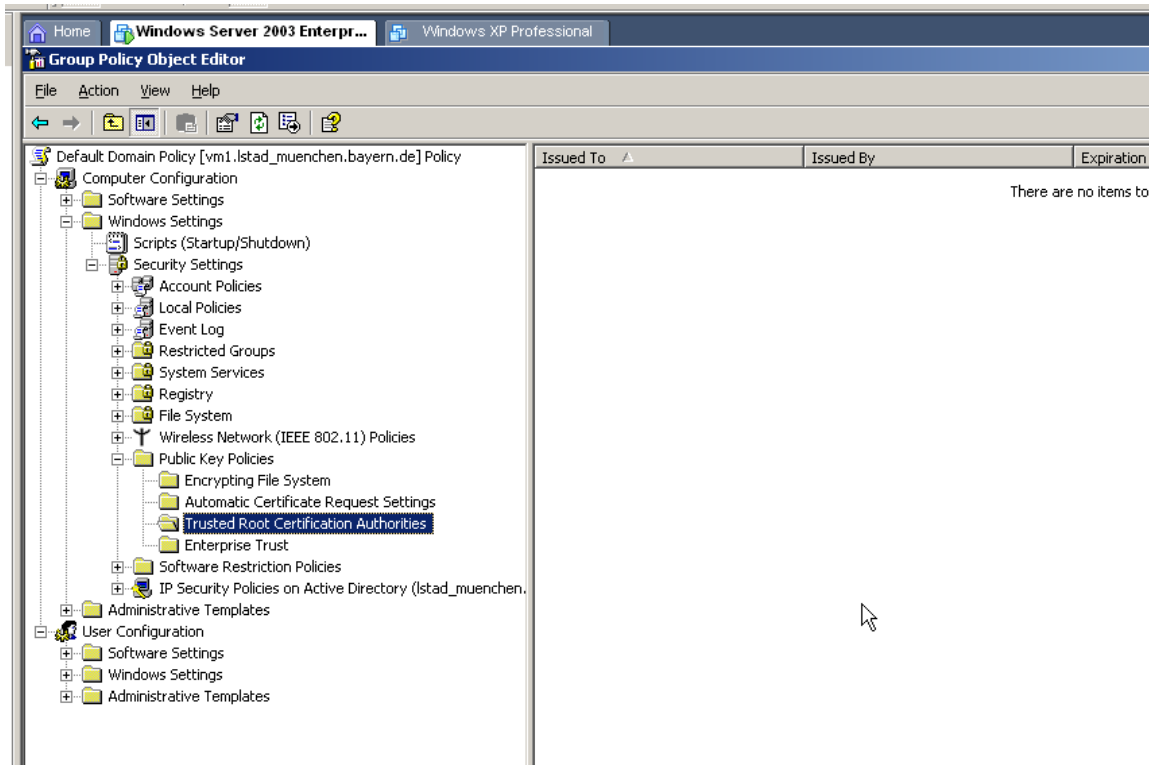 Home Windows Server 2003 Enterpr... Windows XP Professional
Group Policy Object Editor
File Action View Help
Default Domain Policy [vm1.lstad_muenchen.bayern.de] Policy
Issued To Issued By Expiration
Computer Configuration
There are no items to
Software Settings
Windows Settings
Scripts (Startup/Shutdown)
Security Settings
Account Policies
Local Policies
Event Log
Restricted Groups
System Services
Registry
File System
Wireless Network (IEEE 802.11) Policies
Public Key Policies
Encrypting File System
Automatic Certificate Request Settings
Trusted Root Certification Authorities
Enterprise Trust
Software Restriction Policies
IP Security Policies on Active Directory (lstad_muenchen.
Administrative Templates
User Configuration
Software Settings
Windows Settings
Administrative Templates